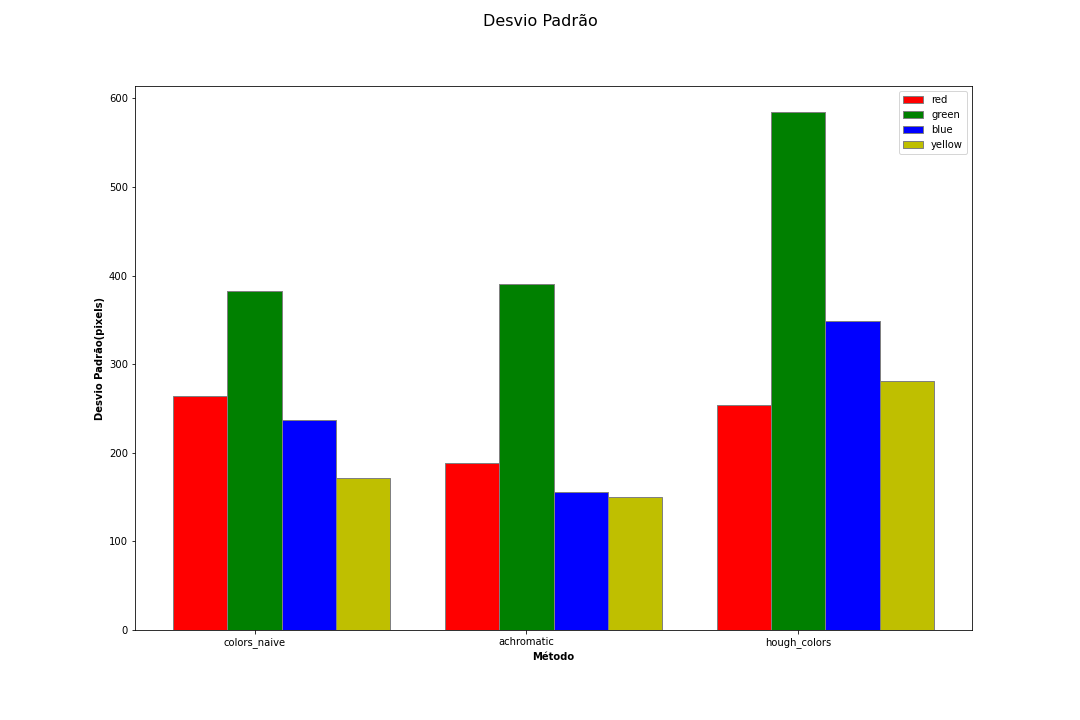 Desvio Padrão
red
green
blue
yellow
600
500
400
300
200
100
0
Desvio Padrão(pixels)
colors_naive
achromatic
hough_colors
Método